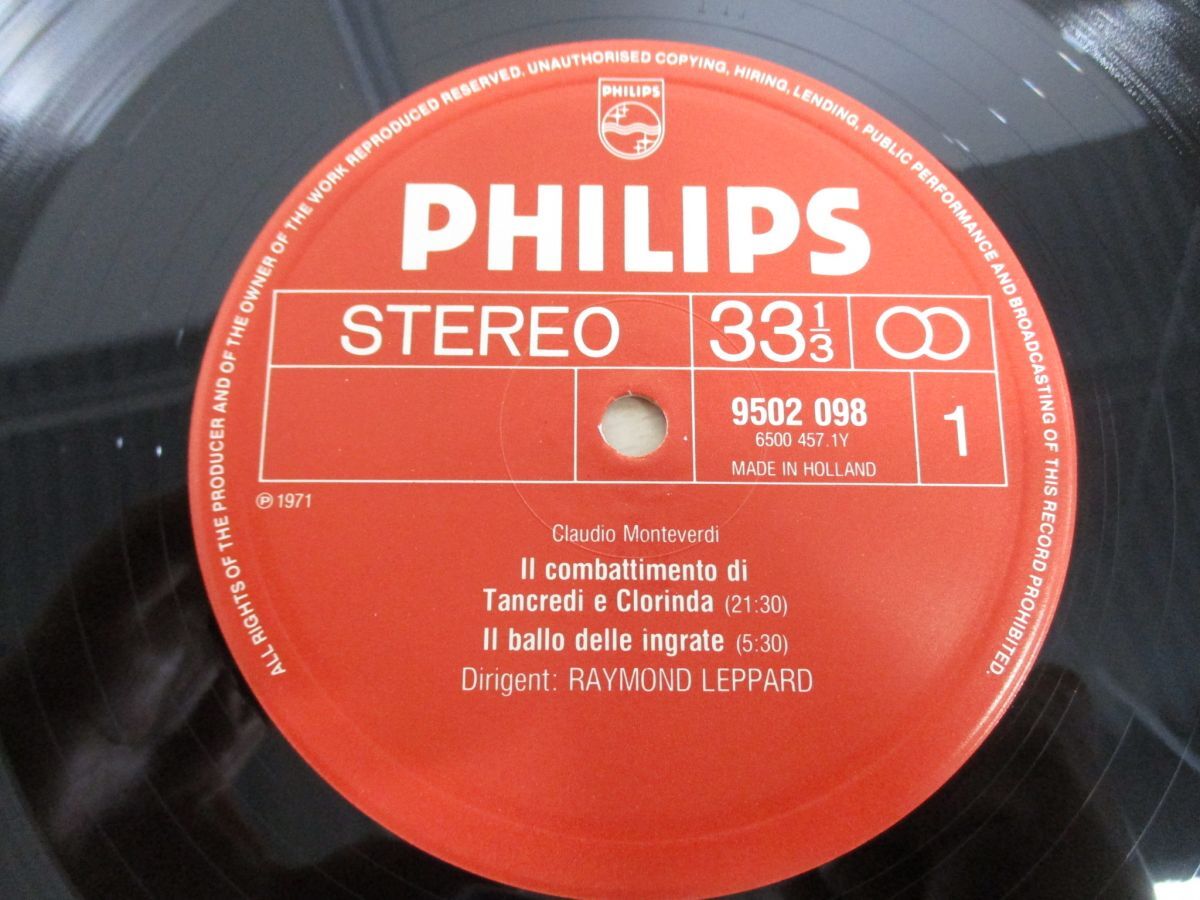 ALL RIGHTS OF THE PRODUCER AND OF THE OWNER OF THE WORK REPRODUCED RESERVED. UNAUTHORISED COPYING, HIRING, LENDING, PUBLIC PERFORMANCE AND BROADCASTING OF THIS RECORD PROHIBITED.
PHILIPS
PHILIPS
STEREO 33 1/3
9502 098 1
6500 457.1Y
MADE IN HOLLAND
℗ 1971
Claudio Monteverdi
Il combattimento di
Tancredi e Clorinda (21:30)
Il ballo delle ingrate (5:30)
Dirigent: RAYMOND LEPPARD